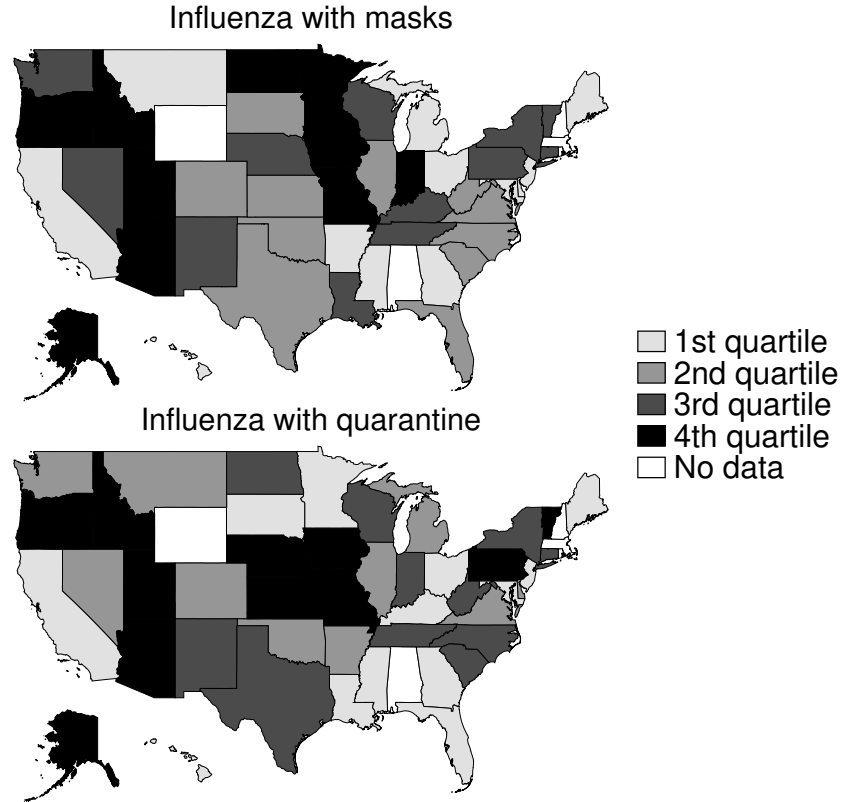 Influenza with masks
1st quartile
2nd quartile
3rd quartile
4th quartile
No data
Influenza with quarantine